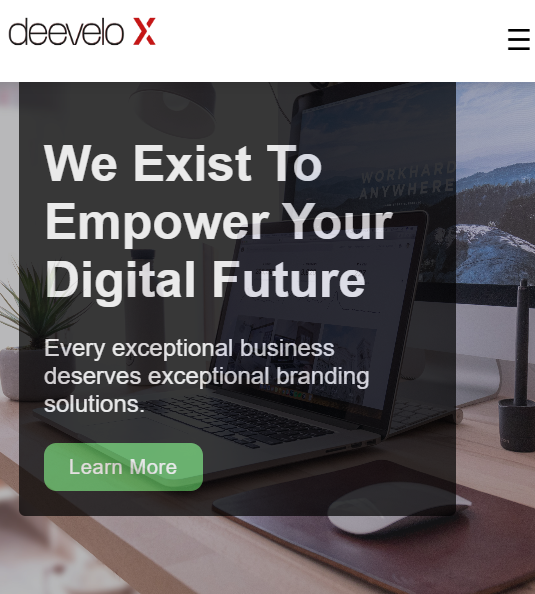 deevelo X
☰
We Exist To
Empower Your
Digital Future
WORKHARD
ANYWHERE
Every exceptional business
deserves exceptional branding
solutions.
Learn More